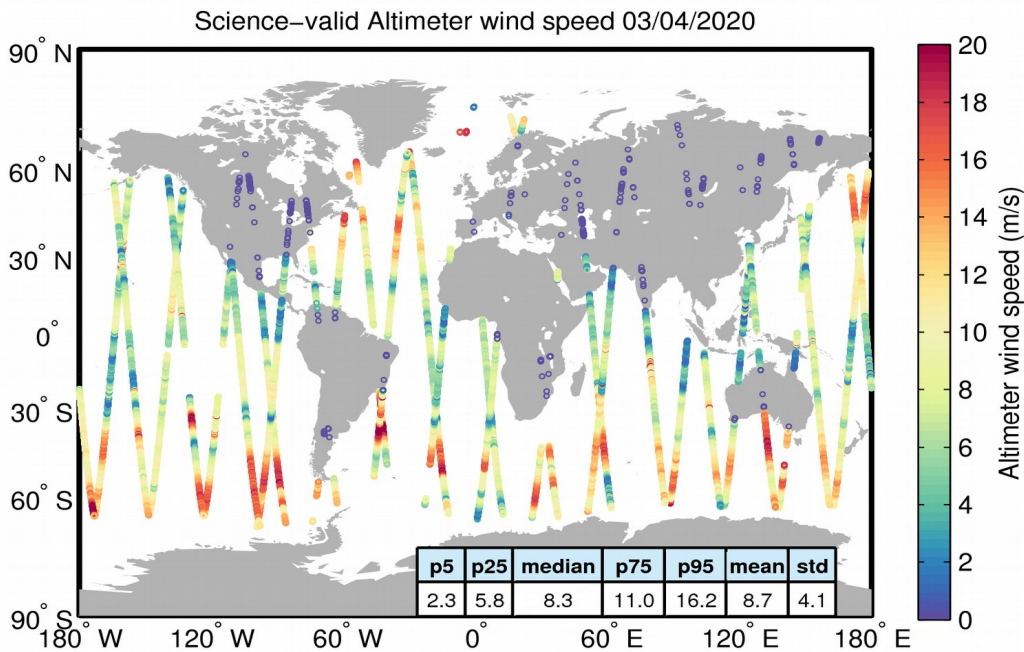 Science−valid Altimeter wind speed 03/04/2020
90° N
60° N
30° N
0°
30° S
60° S
90° S
180° W
120° W
60° W
0°
60° E
120° E
180° E
p5 p25 median p75 p95 mean std
2.3 5.8 8.3 11.0 16.2 8.7 4.1
20
18
16
14
12
10
8
6
4
2
0
Altimeter wind speed (m/s)